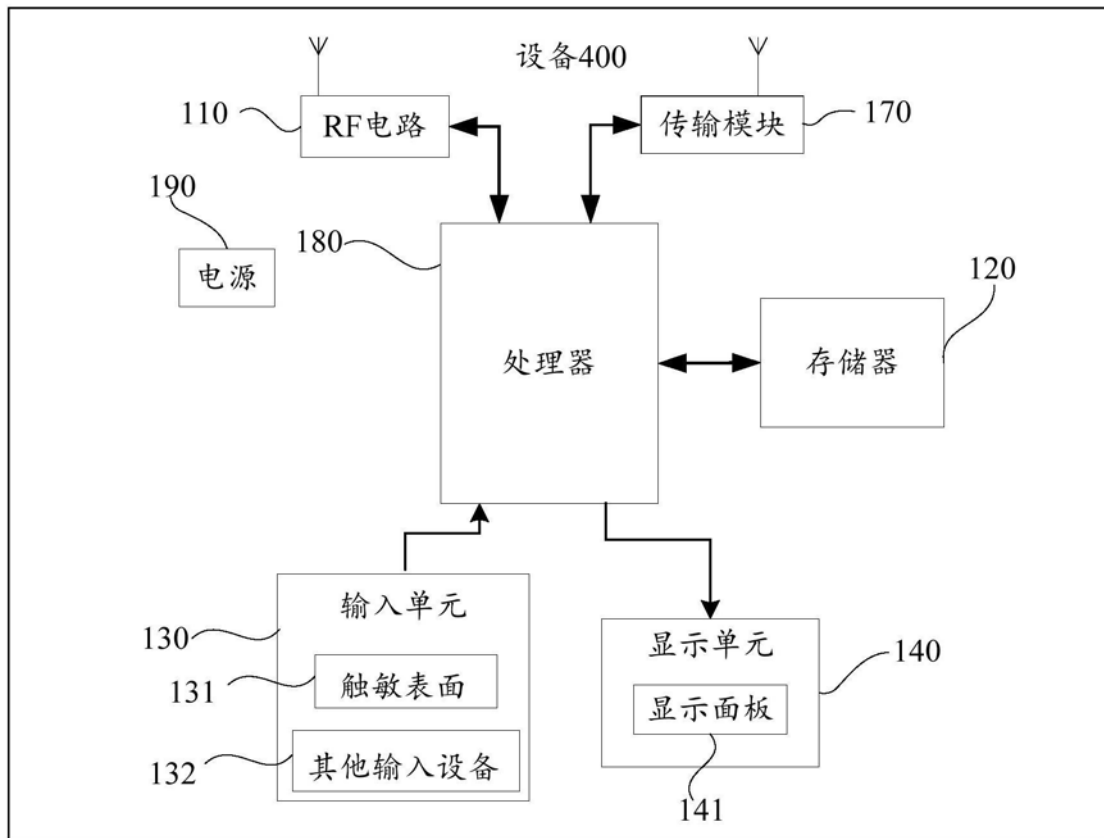 设备400
110
RF电路
传输模块
170
190
电源
180
处理器
120
存储器
130
输入单元
131
触敏表面
132
其他输入设备
显示单元
140
显示面板
141